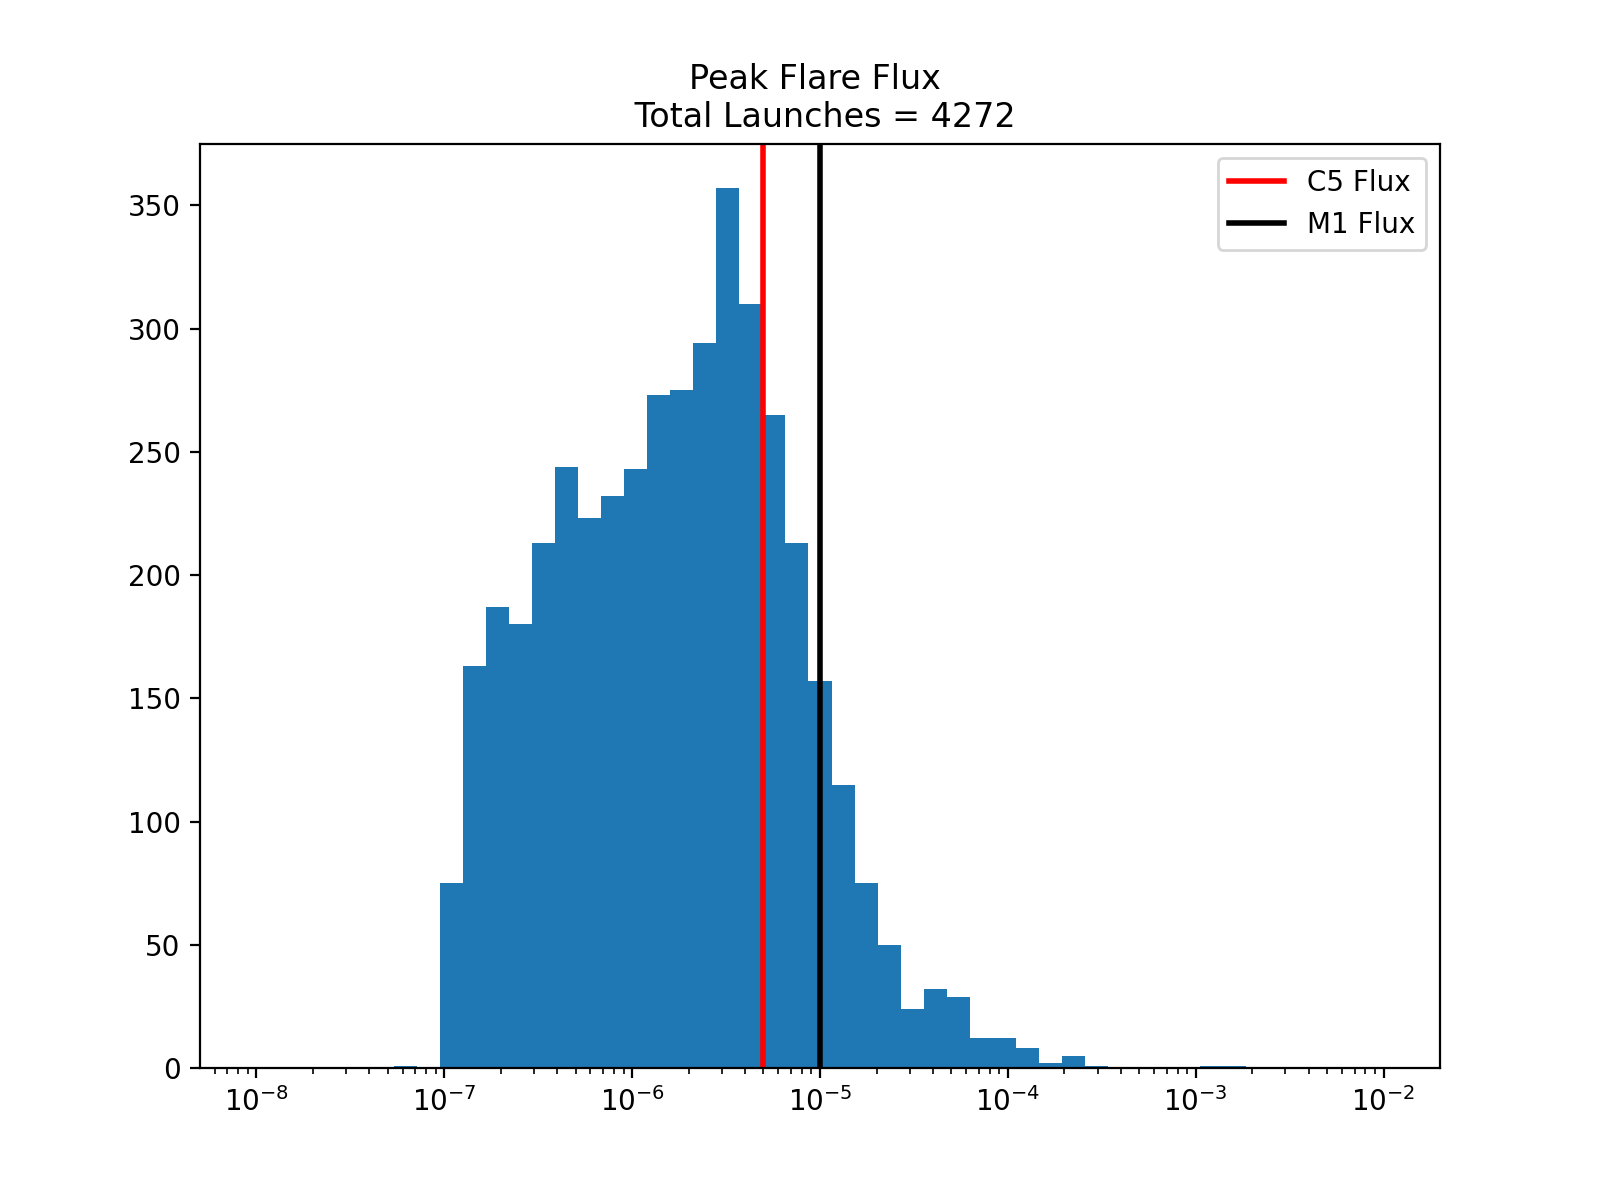 Peak Flare Flux
Total Launches = 4272
C5 Flux
M1 Flux
350
300
250
200
150
100
50
0
10⁻⁸ 10⁻⁷ 10⁻⁶ 10⁻⁵ 10⁻⁴ 10⁻³ 10⁻²